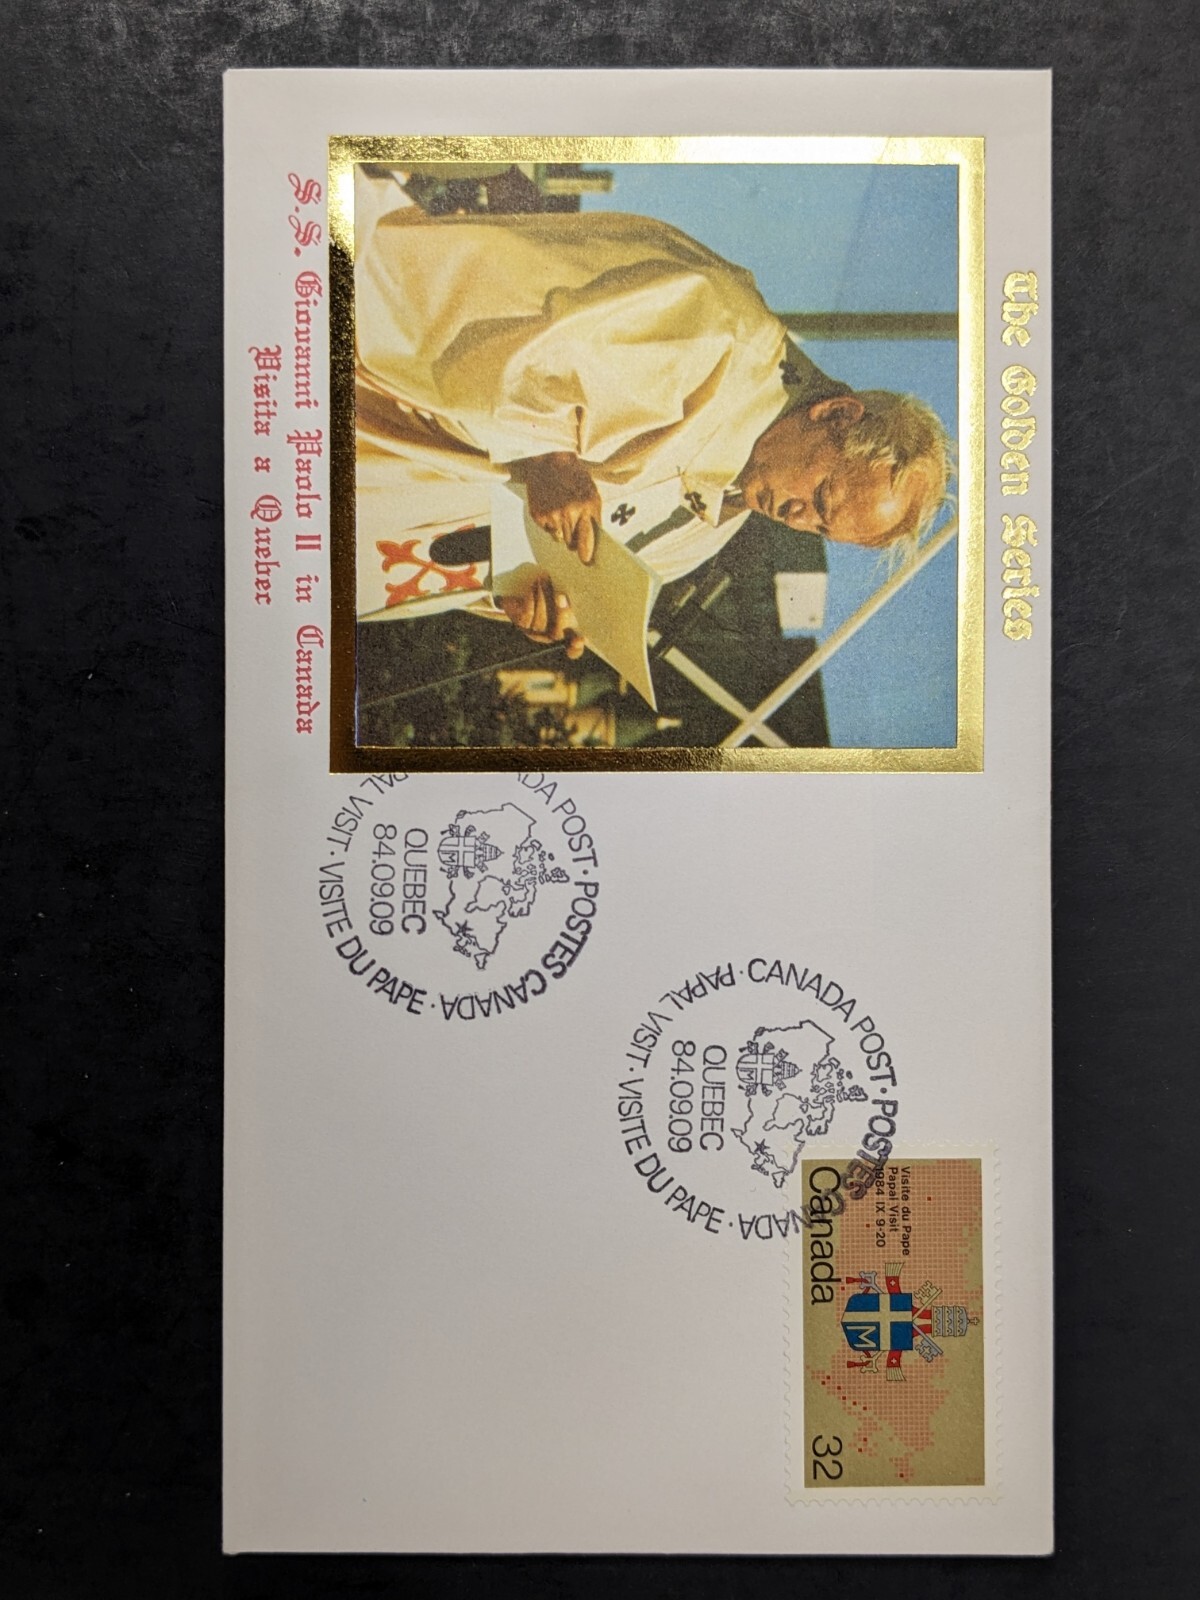 The Golden Series
S.S. Giovanni Paolo II in Canada
Visita a Quebec
DA POST · POSTES CANADA ·
PAL VISIT · VISITE DU PAPE ·
QUEBEC
84.09.09
M
CANADA POST · POSTES CANADA ·
PAPAL VISIT · VISITE DU PAPE ·
QUEBEC
84.09.09
M
Visite du Pape
Papal Visit
1984 IX 9-20
Canada
32
M